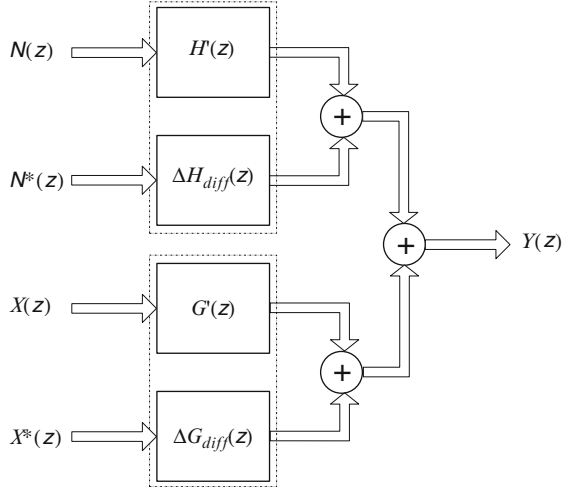 N(z)
H'(z)
+
N*(z)
ΔH_diff(z)
+
Y(z)
X(z)
G'(z)
+
X*(z)
ΔG_diff(z)